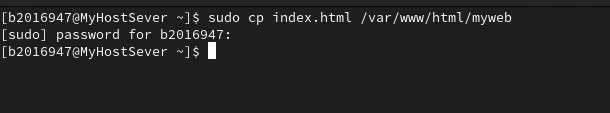 [b2016947@MyHostSever ~]$ sudo cp index.html /var/www/html/myweb
[sudo] password for b2016947:
[b2016947@MyHostSever ~]$